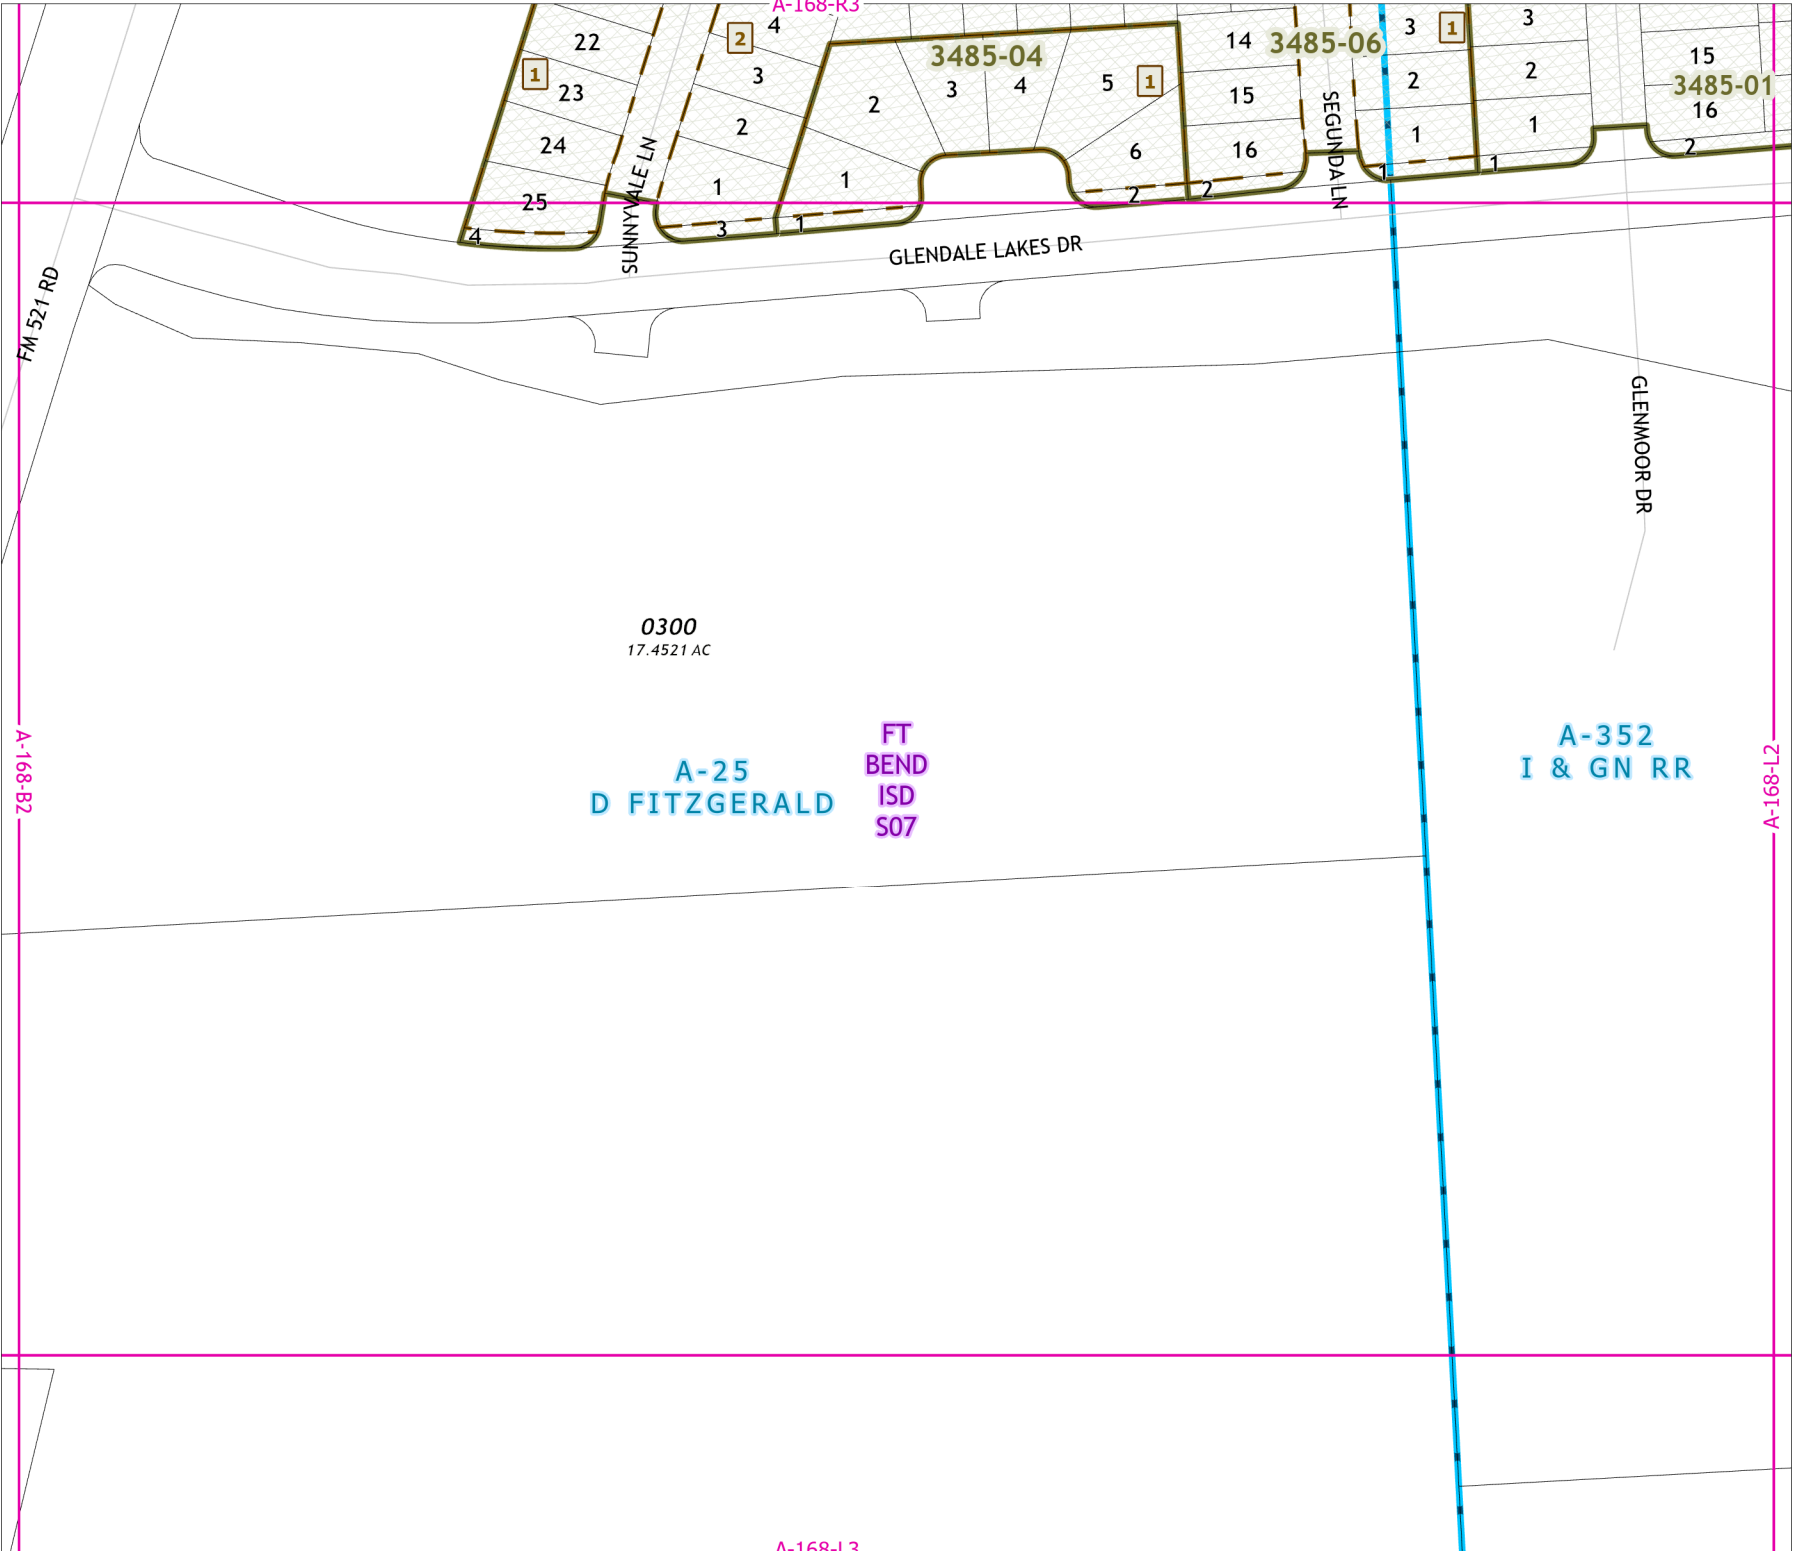 A-168-R3
22
23
24
25
1
4
SUNNYVALE LN
2
4
3
2
1
3
3485-04
2
3
4
5
1
6
1
1
2
14
15
16
2
3485-06
SEGUNDA LN
3
1
2
1
1
3
2
1
1
15
3485-01
16
2
GLENDALE LAKES DR
FM 521 RD
GLENMOOR DR
0300
17.4521 AC
FT
BEND
ISD
S07
A-25
D FITZGERALD
A-352
I & GN RR
A-168-B2
A-168-L2
A-168-L3